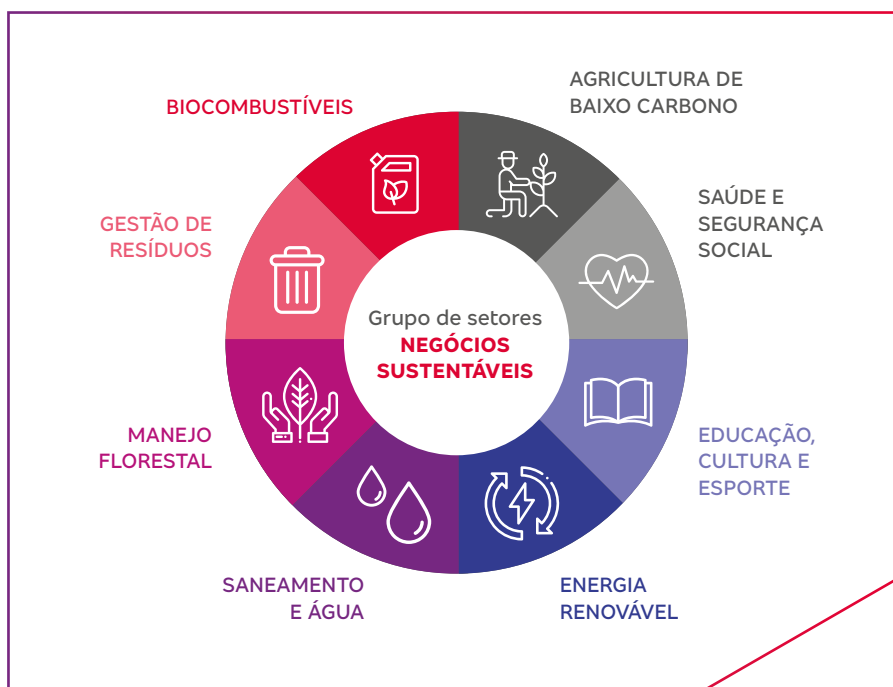 BIOCOMBUSTÍVEIS
AGRICULTURA DE
BAIXO CARBONO
GESTÃO DE
RESÍDUOS
SAÚDE E
SEGURANÇA
SOCIAL
Grupo de setores
NEGÓCIOS
SUSTENTÁVEIS
MANEJO
FLORESTAL
EDUCAÇÃO,
CULTURA E
ESPORTE
SANEAMENTO
E ÁGUA
ENERGIA
RENOVÁVEL